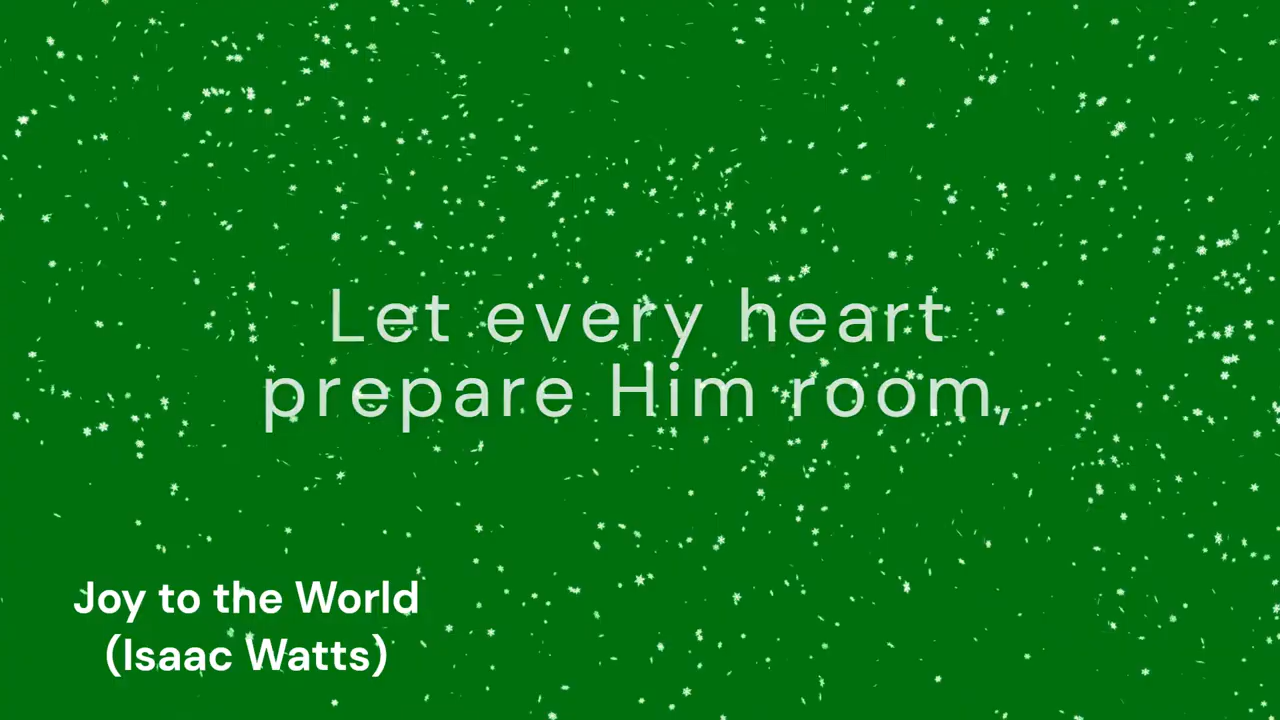 Let every heart
prepare Him room,
Joy to the World
(Isaac Watts)